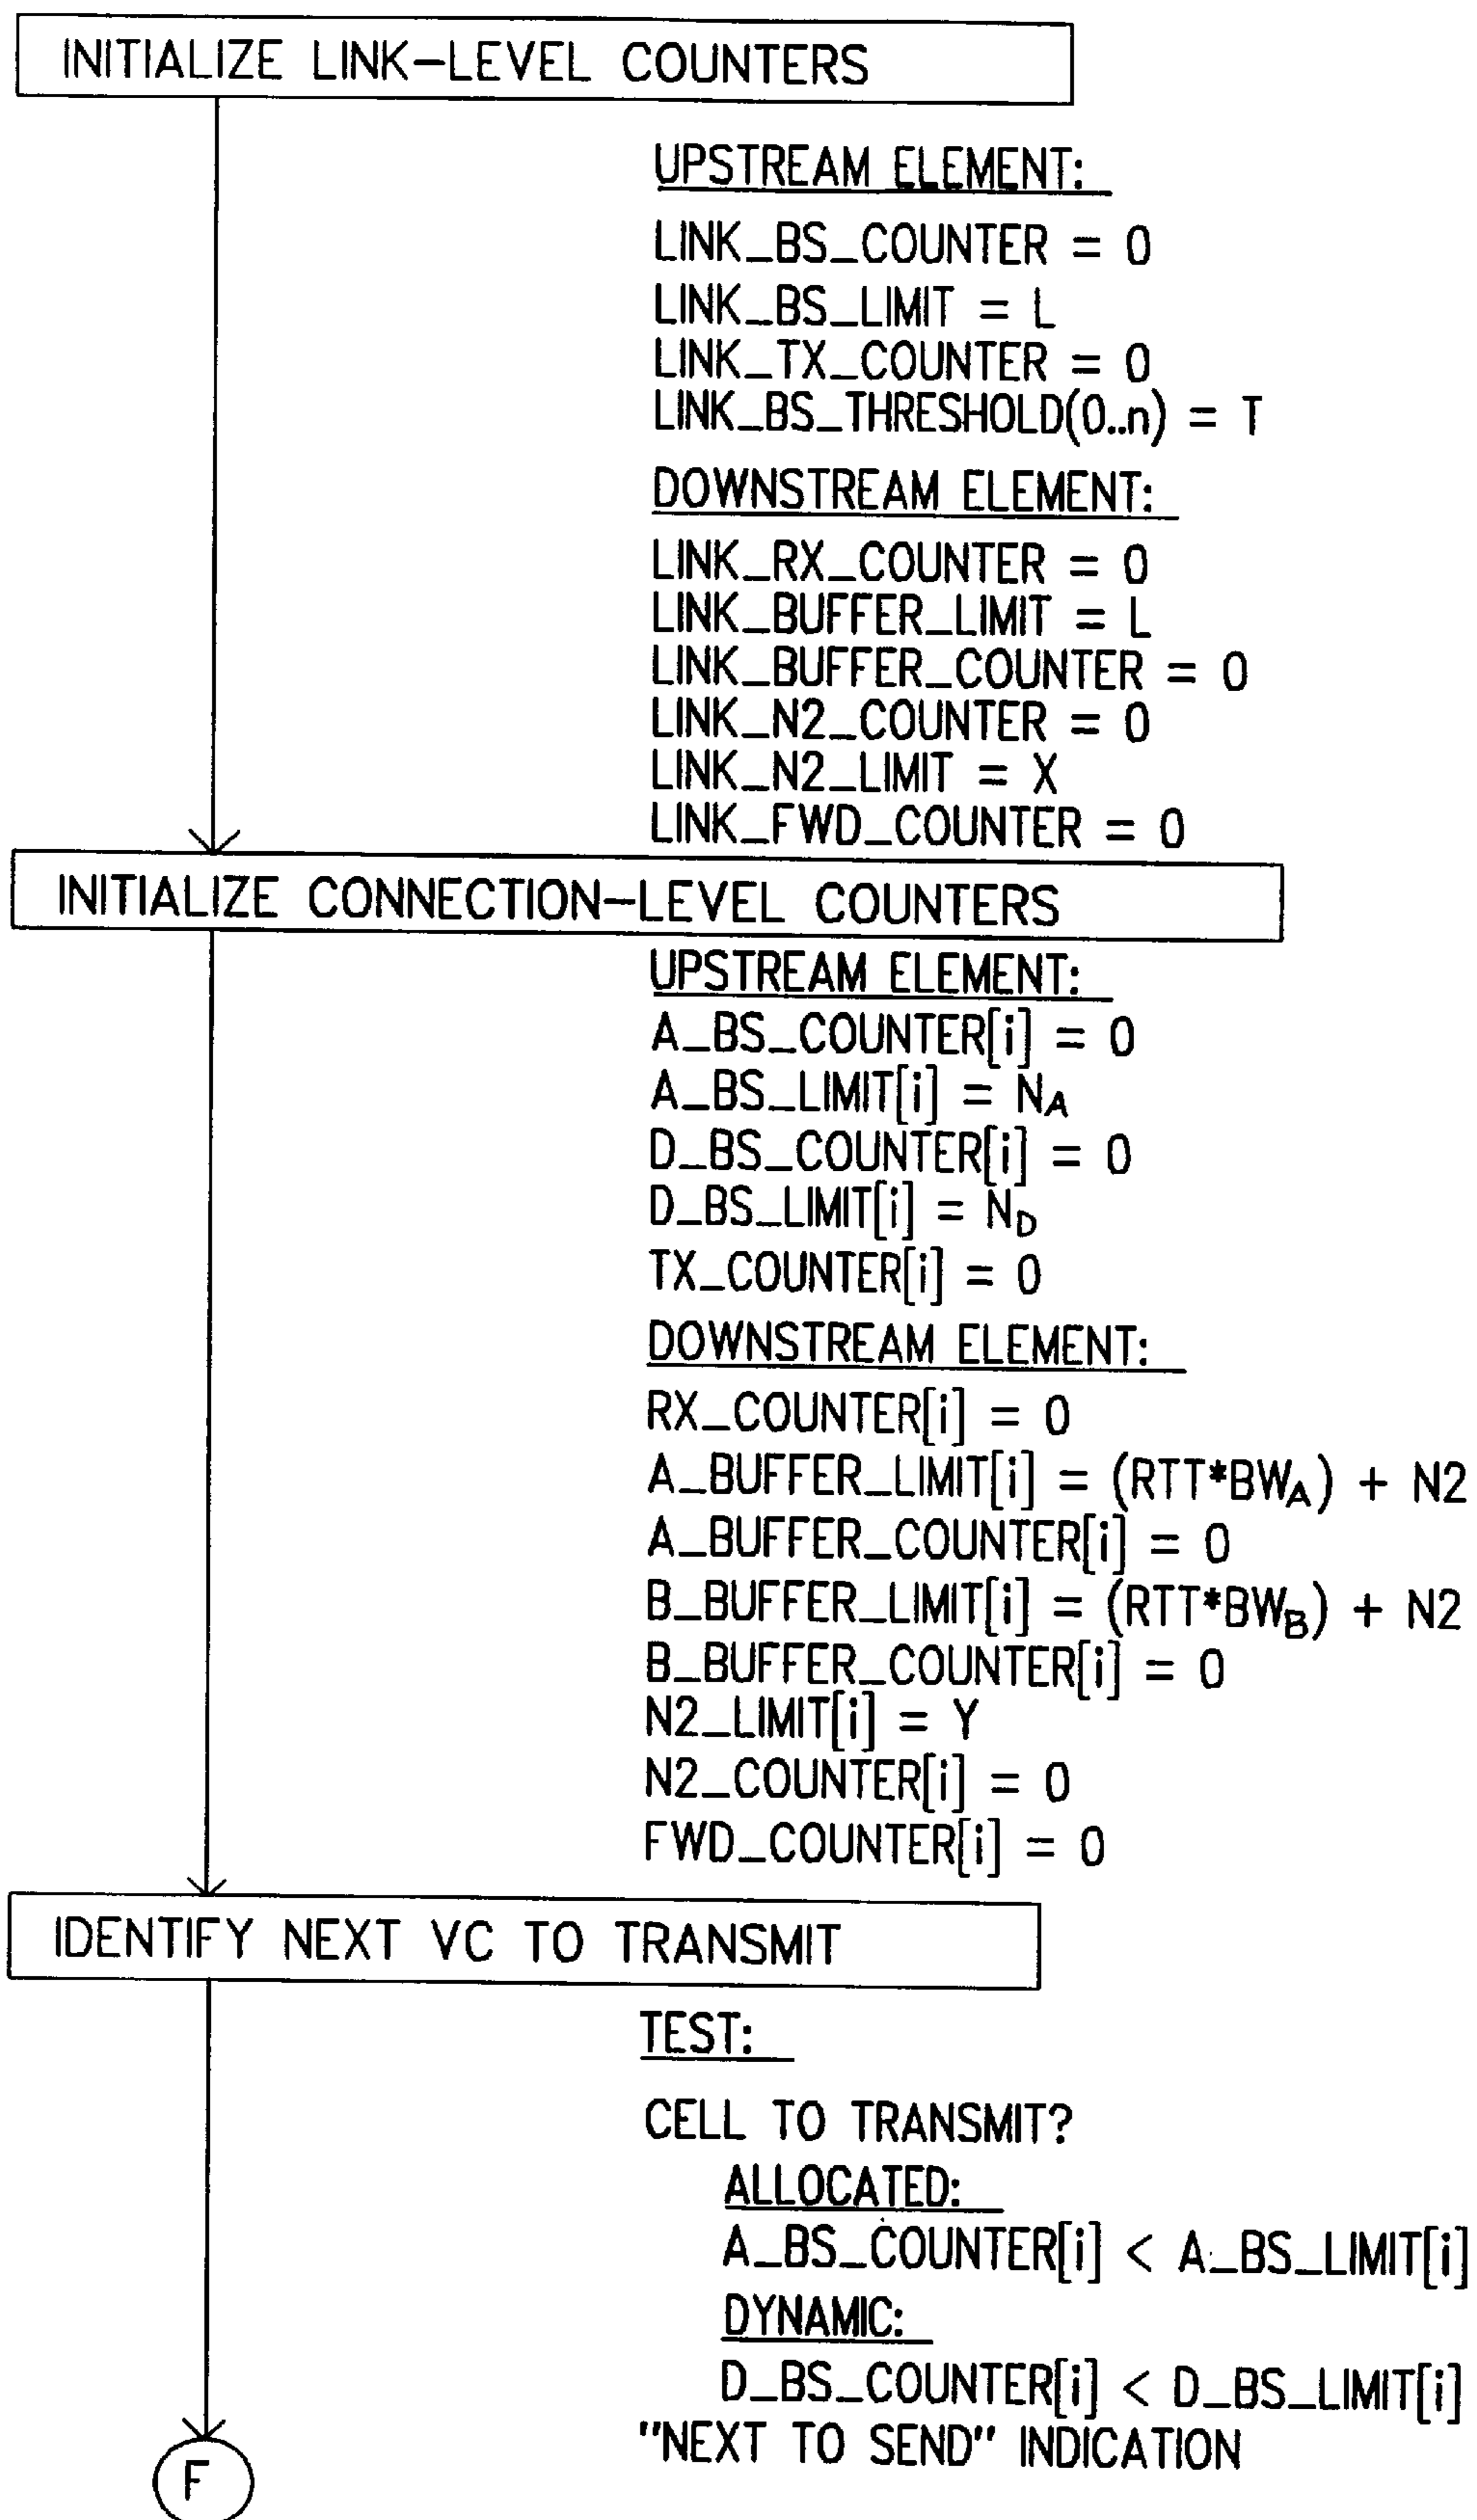 INITIALIZE LINK-LEVEL COUNTERS
UPSTREAM ELEMENT:
LINK_BS_COUNTER = 0
LINK_BS_LIMIT = L
LINK_TX_COUNTER = 0
LINK_BS_THRESHOLD(0..n) = T
DOWNSTREAM ELEMENT:
LINK_RX_COUNTER = 0
LINK_BUFFER_LIMIT = L
LINK_BUFFER_COUNTER = 0
LINK_N2_COUNTER = 0
LINK_N2_LIMIT = X
LINK_FWD_COUNTER = 0
INITIALIZE CONNECTION-LEVEL COUNTERS
UPSTREAM ELEMENT:
A_BS_COUNTER[i] = 0
A_BS_LIMIT[i] = NA
D_BS_COUNTER[i] = 0
D_BS_LIMIT[i] = ND
TX_COUNTER[i] = 0
DOWNSTREAM ELEMENT:
RX_COUNTER[i] = 0
A_BUFFER_LIMIT[i] = (RTT*BWA) + N2
A_BUFFER_COUNTER[i] = 0
B_BUFFER_LIMIT[i] = (RTT*BWB) + N2
B_BUFFER_COUNTER[i] = 0
N2_LIMIT[i] = Y
N2_COUNTER[i] = 0
FWD_COUNTER[i] = 0
IDENTIFY NEXT VC TO TRANSMIT
TEST:
CELL TO TRANSMIT?
ALLOCATED:
A_BS_COUNTER[i] < A_BS_LIMIT[i]
DYNAMIC:
D_BS_COUNTER[i] < D_BS_LIMIT[i]
"NEXT TO SEND" INDICATION
F